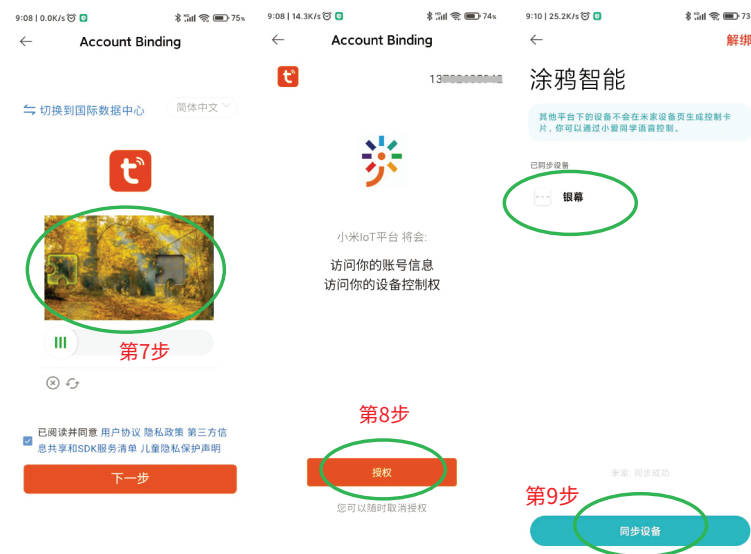 9:08 | 0.0K/s
75%
Account Binding
切换到国际数据中心
简体中文
第7步
已阅读并同意 用户协议 隐私政策 第三方信
息共享和SDK服务清单 儿童隐私保护声明
下一步
9:08 | 14.3K/s
74%
Account Binding
小米IoT平台 将会:
访问你的账号信息
访问你的设备控制权
第8步
授权
您可以随时取消授权
9:10 | 25.2K/s
73
解绑
涂鸦智能
其他平台下的设备不会在米家设备页生成控制卡
片，你可以通过小爱同学语音控制。
已同步设备
银幕
米家: 同步成功
第9步
同步设备